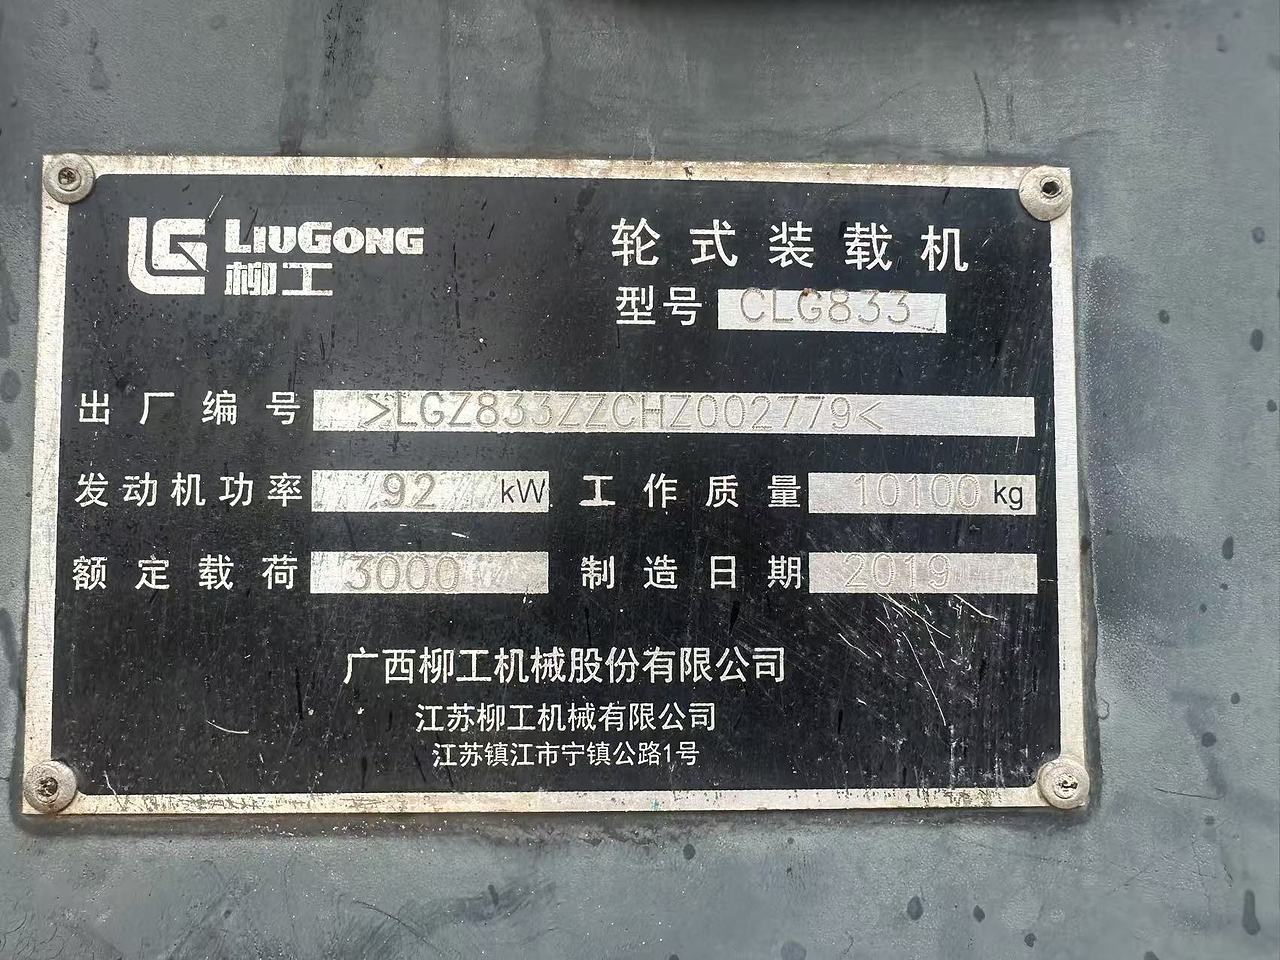 LG LIUGONG
柳工
轮式装载机
型号 CLG833
出厂编号 >LGZ833ZZCHZ002779<
发动机功率 92 kW 工作质量 10100 kg
额定载荷 3000 制造日期 2019
广西柳工机械股份有限公司
江苏柳工机械有限公司
江苏镇江市宁镇公路1号